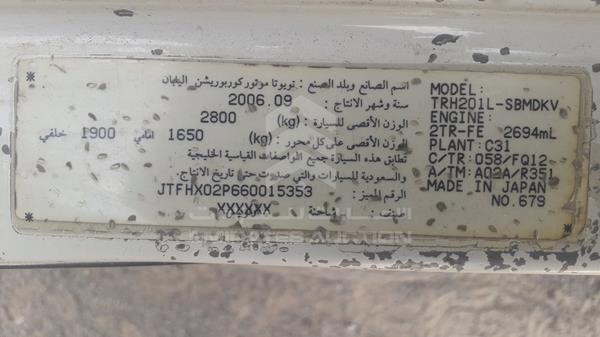 اسم الصانع وبلد الصنع : تويوتا موتور كوربوريشن اليابان
سنة وشهر الانتاج : 2006.09
الوزن الأقصى للسيارة : (kg) 2800
الوزن الأقصى على كل محور : (kg) 1650 امامي 1900 خلفي
تطابق هذه السيارة جميع المواصفات القياسية الخليجية
والسعودية للسيارات والتي صدرت حتى تاريخ الانتاج.
الرقم المميز : JTFHX02P660015353
صنف : شاحنة XXXXXX
MODEL:
TRH201L-SBMDKV
ENGINE:
2TR-FE 2694mL
PLANT: C31
C/TR: 058/FQ12
A/TM: A02A/R351
MADE IN JAPAN
NO.679